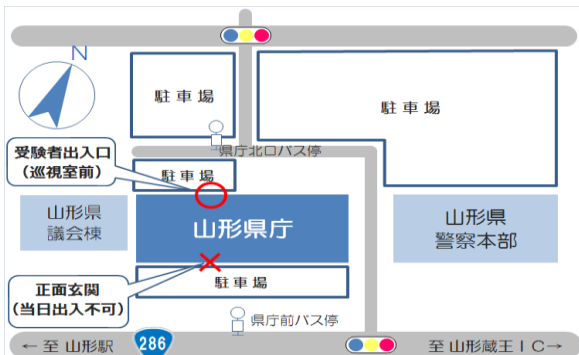 N
駐車場
駐車場
県庁北口バス停
受験者出入口
(巡視室前)
駐車場
山形県
議会棟
山形県庁
山形県
警察本部
正面玄関
(当日出入不可)
駐車場
県庁前バス停
← 至 山形駅
286
至 山形蔵王IC→